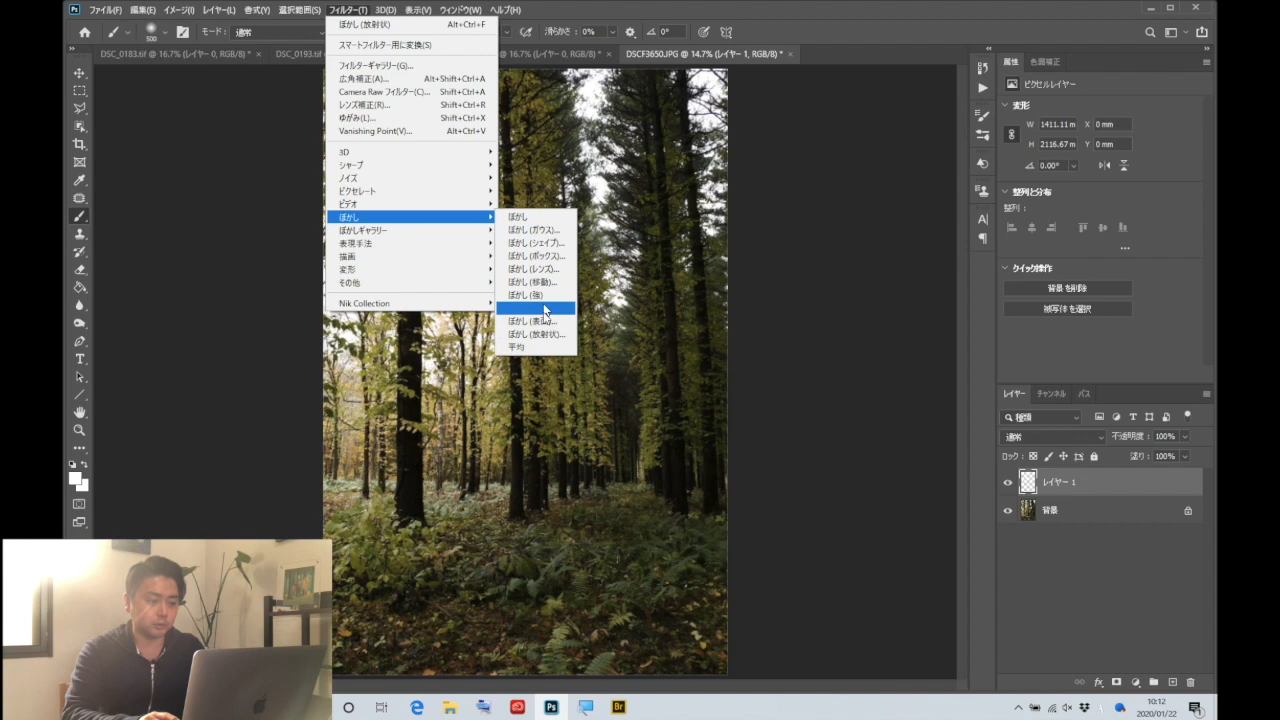 Ps ファイル(F) 編集(E) イメージ(I) レイヤー(L) 書式(Y) 選択範囲(S) フィルター(T) 3D(D) 表示(V) ウィンドウ(W) ヘルプ(H)
500 モード: 通常 滑らかさ: 0% 0°
DSC_0183.tif @ 16.7% (レイヤー 0, RGB/8) * × DSC_0193.tif @ 16.7% (レイヤー 0, RGB/8) * × DSCF3650.JPG @ 14.7% (レイヤー 1, RGB/8) * ×
ぼかし (放射状) Alt+Ctrl+F
スマートフィルター用に変換(S)
フィルターギャラリー(G)...
広角補正(A)... Alt+Shift+Ctrl+A
Camera Raw フィルター(C)... Shift+Ctrl+A
レンズ補正(R)... Shift+Ctrl+R
ゆがみ(L)... Shift+Ctrl+X
Vanishing Point(V)... Alt+Ctrl+V
3D
シャープ
ノイズ
ピクセレート
ビデオ
ぼかし
ぼかしギャラリー
表現手法
描画
変形
その他
Nik Collection
ぼかし
ぼかし (ガウス)...
ぼかし (シェイプ)...
ぼかし (ボックス)...
ぼかし (レンズ)...
ぼかし (移動)...
ぼかし (強)
ぼかし (表面)...
ぼかし (放射状)...
平均
属性 色調補正
ピクセルレイヤー
変形
W 1411.11 m X 0 mm
H 2116.67 m Y 0 mm
0.00°
整列と分布
整列:
クイック操作
背景を削除
被写体を選択
レイヤー チャンネル パス
種類
通常 不透明度: 100%
ロック: 塗り: 100%
レイヤー 1
背景
fx
Ps Br
10:12
2020/01/22